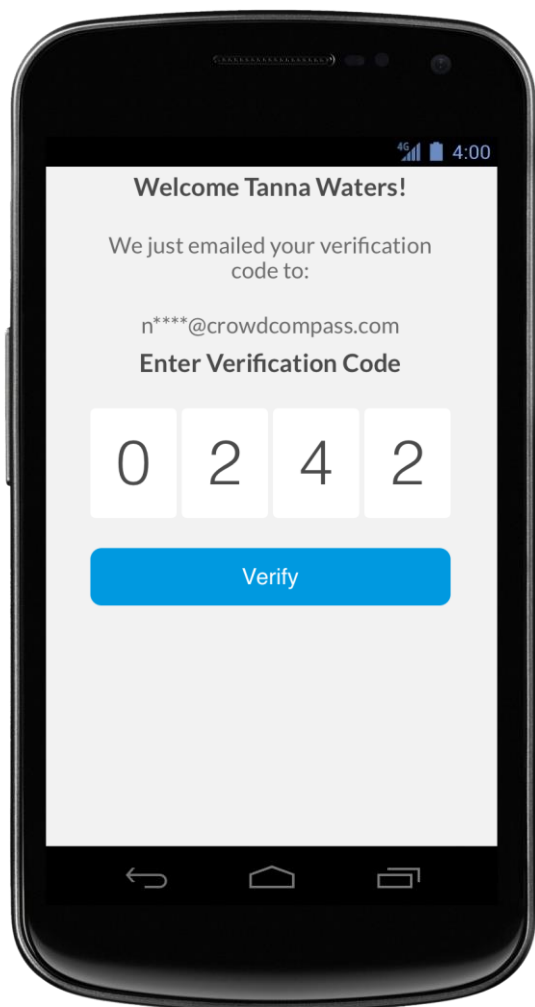 4G 4:00
Welcome Tanna Waters!
We just emailed your verification
code to:
n****@crowdcompass.com
Enter Verification Code
0 2 4 2
Verify